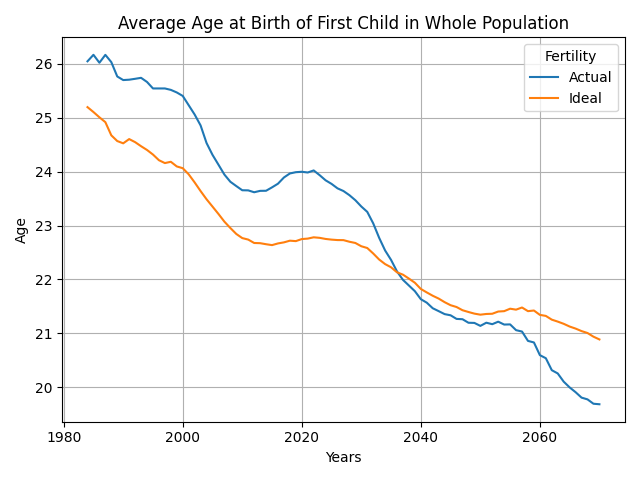 Average Age at Birth of First Child in Whole Population
Fertility
Actual
Ideal
Age
26
25
24
23
22
21
20
1980
2000
2020
2040
2060
Years